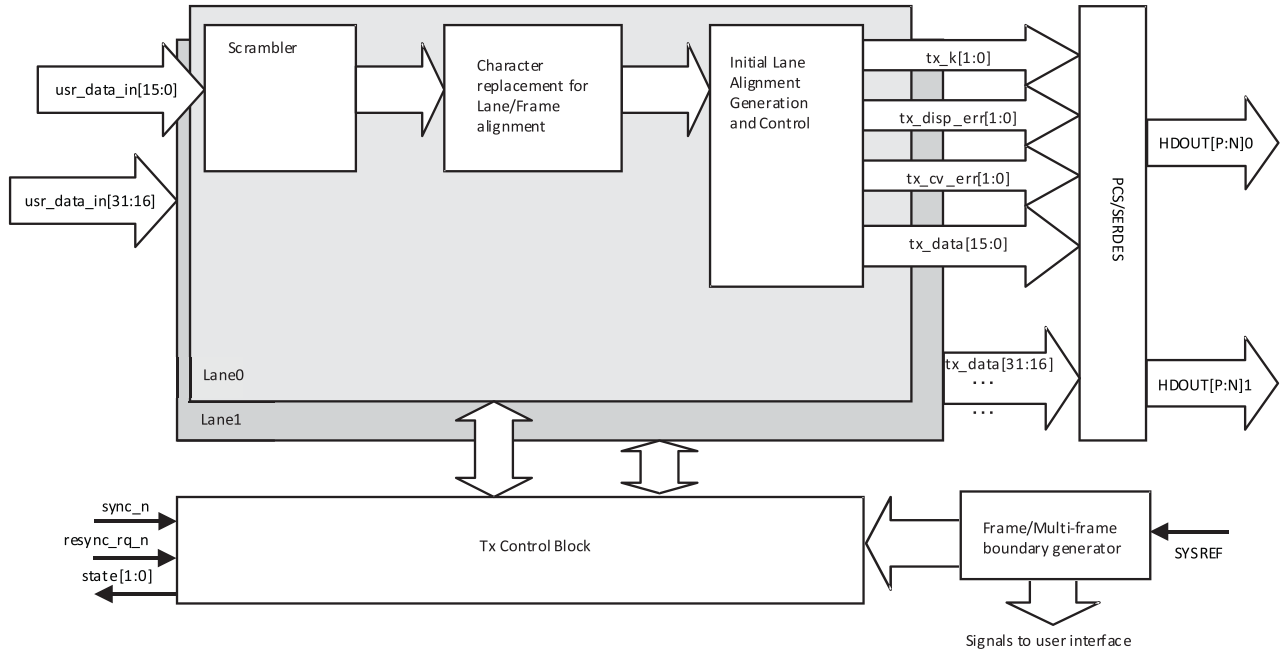 Scrambler
usr_data_in[15:0]
Character
replacement for
Lane/Frame
alignment
Initial Lane
Alignment
Generation
and Control
tx_k[1:0]
tx_disp_err[1:0]
tx_cv_err[1:0]
tx_data[15:0]
usr_data_in[31:16]
PCS/SERDES
HDOUT[P:N]0
Lane0
Lane1
tx_data[31:16]
...
...
HDOUT[P:N]1
sync_n
resync_rq_n
state[1:0]
Tx Control Block
Frame/Multi-frame
boundary generator
SYSREF
Signals to user interface